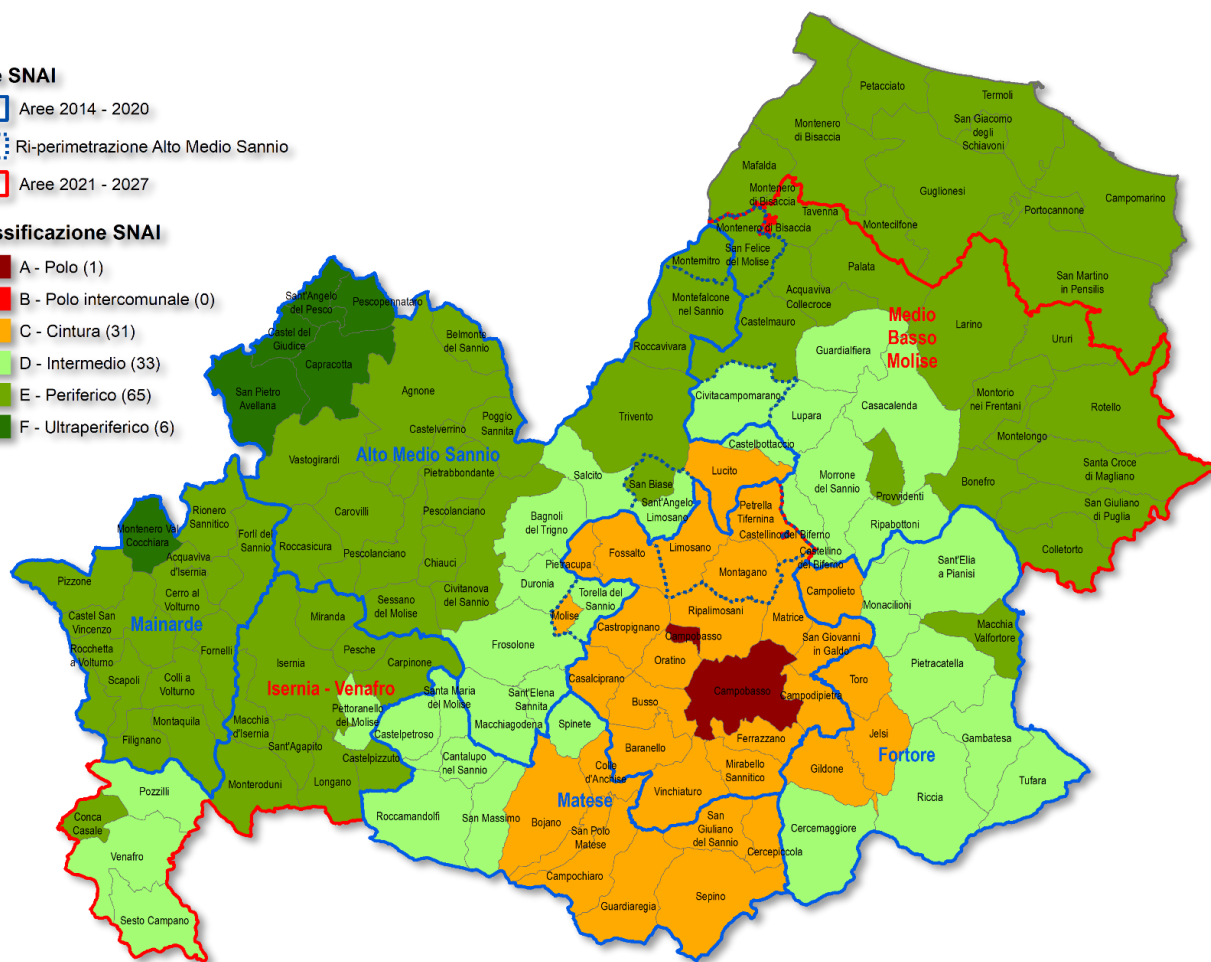 e SNAI
Aree 2014 - 2020
Ri-perimetrazione Alto Medio Sannio
Aree 2021 - 2027
ssificazione SNAI
A - Polo (1)
B - Polo intercomunale (0)
C - Cintura (31)
D - Intermedio (33)
E - Periferico (65)
F - Ultraperiferico (6)
Petacciato
Termoli
Montenero
di Bisaccia
San Giacomo
degli
Schiavoni
Mafalda
Montenero
di Bisaccia
Guglionesi
Campomarino
Portocannone
Tavenna
Montecilfone
Montenero di Bisaccia
San Felice
del Molise
Montemitro
Palata
San Martino
in Pensilis
Acquaviva
Collecroce
Montefalcone
nel Sannio
Castelmauro
Medio
Basso
Molise
Larino
Ururi
Roccavivara
Guardialfiera
Sant'Angelo
del Pesco
Pescopennataro
Castel del
Giudice
Capracotta
San Pietro
Avellana
Belmonte
del Sannio
Agnone
Poggio
Sannita
Castelverrino
Vastogirardi
Alto Medio Sannio
Pietrabbondante
Trivento
Civitacampomarano
Lupara
Casacalenda
Montorio
nei Frentani
Rotello
Montelongo
Castelbottaccio
Lucito
Morrone
del Sannio
Provvidenti
Bonefro
Santa Croce
di Magliano
San Giuliano
di Puglia
Ripabottoni
Colletorto
Salcito
San Biase
Sant'Angelo
Limosano
Petrella
Tifernina
Bagnoli
del Trigno
Rionero
Sannitico
Carovilli
Pescolanciano
Montenero Val
Cocchiara
Forlì del
Sannio
Roccasicura
Pescolanciano
Acquaviva
d'Isernia
Chiauci
Pizzone
Cerro al
Volturno
Sessano
del Molise
Civitanova
del Sannio
Pietracupa
Fossalto
Limosano
Castellino del Biferno
Castellino
del Biferno
Montagano
Duronia
Torella del
Sannio
Molise
Campolieto
Sant'Elia
a Pianisi
Monacilioni
Macchia
Valfortore
Castel San
Vincenzo
Mainarde
Miranda
Rocchetta
a Volturno
Fornelli
Pesche
Isernia
Carpinone
Frosolone
Castropignano
Ripalimosani
Matrice
Campobasso
San Giovanni
in Galdo
Oratino
Pietracatella
Scapoli
Colli a
Volturno
Isernia - Venafro
Santa Maria
del Molise
Sant'Elena
Sannita
Casalciprano
Campobasso
Campodipietra
Toro
Montaquila
Pettoranello
del Molise
Macchiagodena
Spinete
Busso
Macchia
d'Isernia
Filignano
Sant'Agapito
Castelpetroso
Castelpizzuto
Cantalupo
nel Sannio
Baranello
Ferrazzano
Jelsi
Gambatesa
Fortore
Colle
d'Anchise
Mirabello
Sannitico
Gildone
Tufara
Monteroduni
Longano
Pozzilli
Vinchiaturo
Riccia
Matese
Conca
Casale
Roccamandolfi
San Massimo
Bojano
San Polo
Matese
San
Giuliano
del Sannio
Cercemaggiore
Cercepiccola
Venafro
Campochiaro
Sepino
Guardiaregia
Sesto Campano